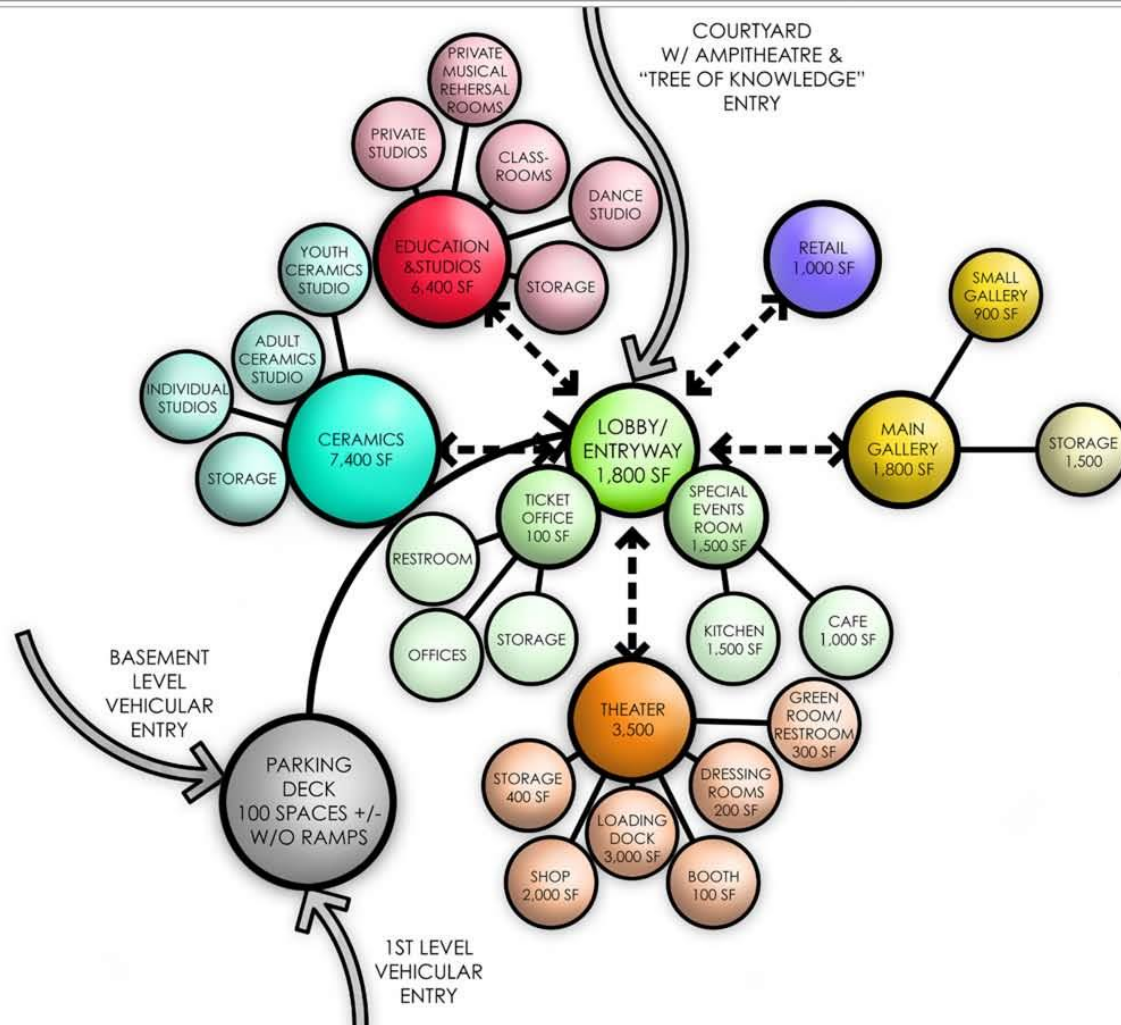 COURTYARD
W/ AMPITHEATRE &
“TREE OF KNOWLEDGE”
ENTRY
PRIVATE
MUSICAL
REHERSAL
ROOMS
PRIVATE
STUDIOS
CLASS-
ROOMS
DANCE
STUDIO
EDUCATION
&STUDIOS
6,400 SF
STORAGE
RETAIL
1,000 SF
SMALL
GALLERY
900 SF
YOUTH
CERAMICS
STUDIO
ADULT
CERAMICS
STUDIO
INDIVIDUAL
STUDIOS
STORAGE
CERAMICS
7,400 SF
LOBBY/
ENTRYWAY
1,800 SF
MAIN
GALLERY
1,800 SF
STORAGE
1,500
TICKET
OFFICE
100 SF
SPECIAL
EVENTS
ROOM
1,500 SF
RESTROOM
OFFICES
STORAGE
KITCHEN
1,500 SF
CAFE
1,000 SF
BASEMENT
LEVEL
VEHICULAR
ENTRY
THEATER
3,500
GREEN
ROOM/
RESTROOM
300 SF
STORAGE
400 SF
DRESSING
ROOMS
200 SF
LOADING
DOCK
3,000 SF
SHOP
2,000 SF
BOOTH
100 SF
PARKING
DECK
100 SPACES +/-
W/O RAMPS
1ST LEVEL
VEHICULAR
ENTRY